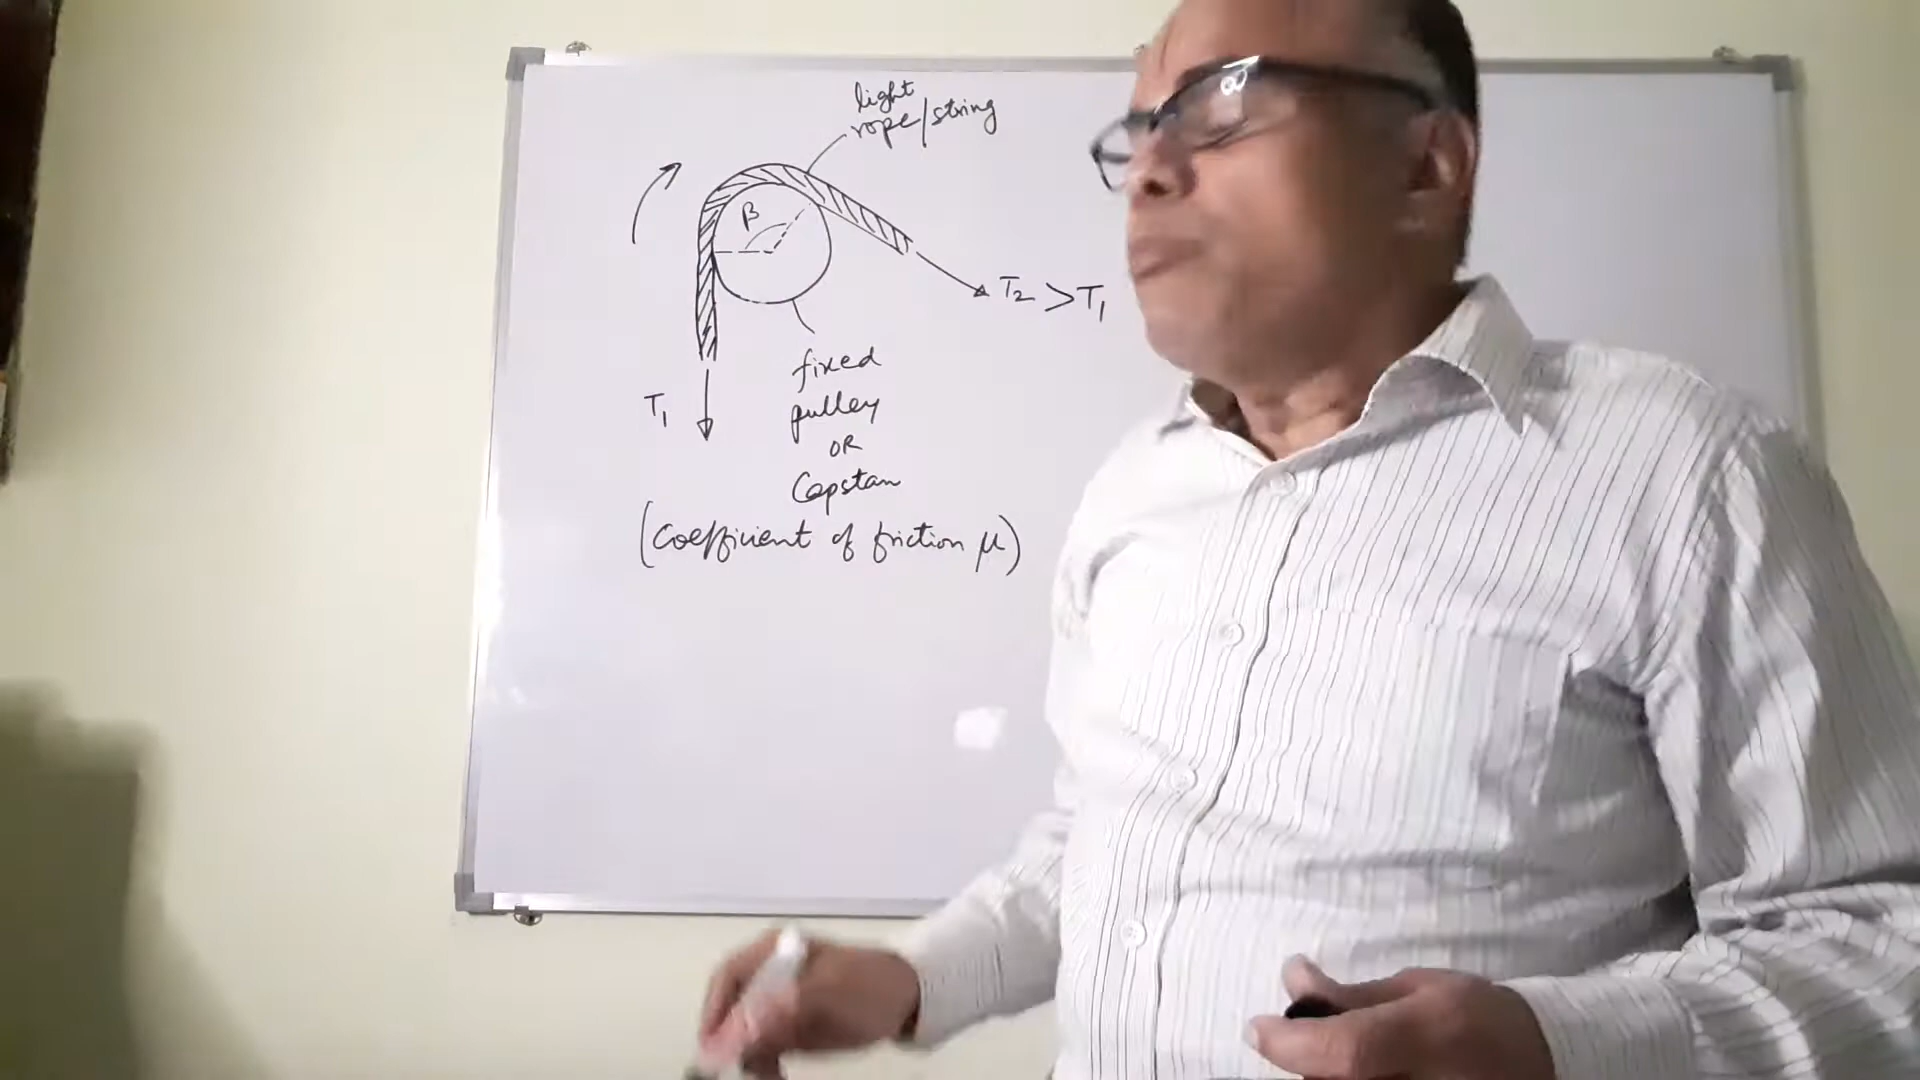 light
rope/string
β
T₂ > T₁
fixed
pulley
T₁
OR
Capstan
(Coefficient of friction μ)